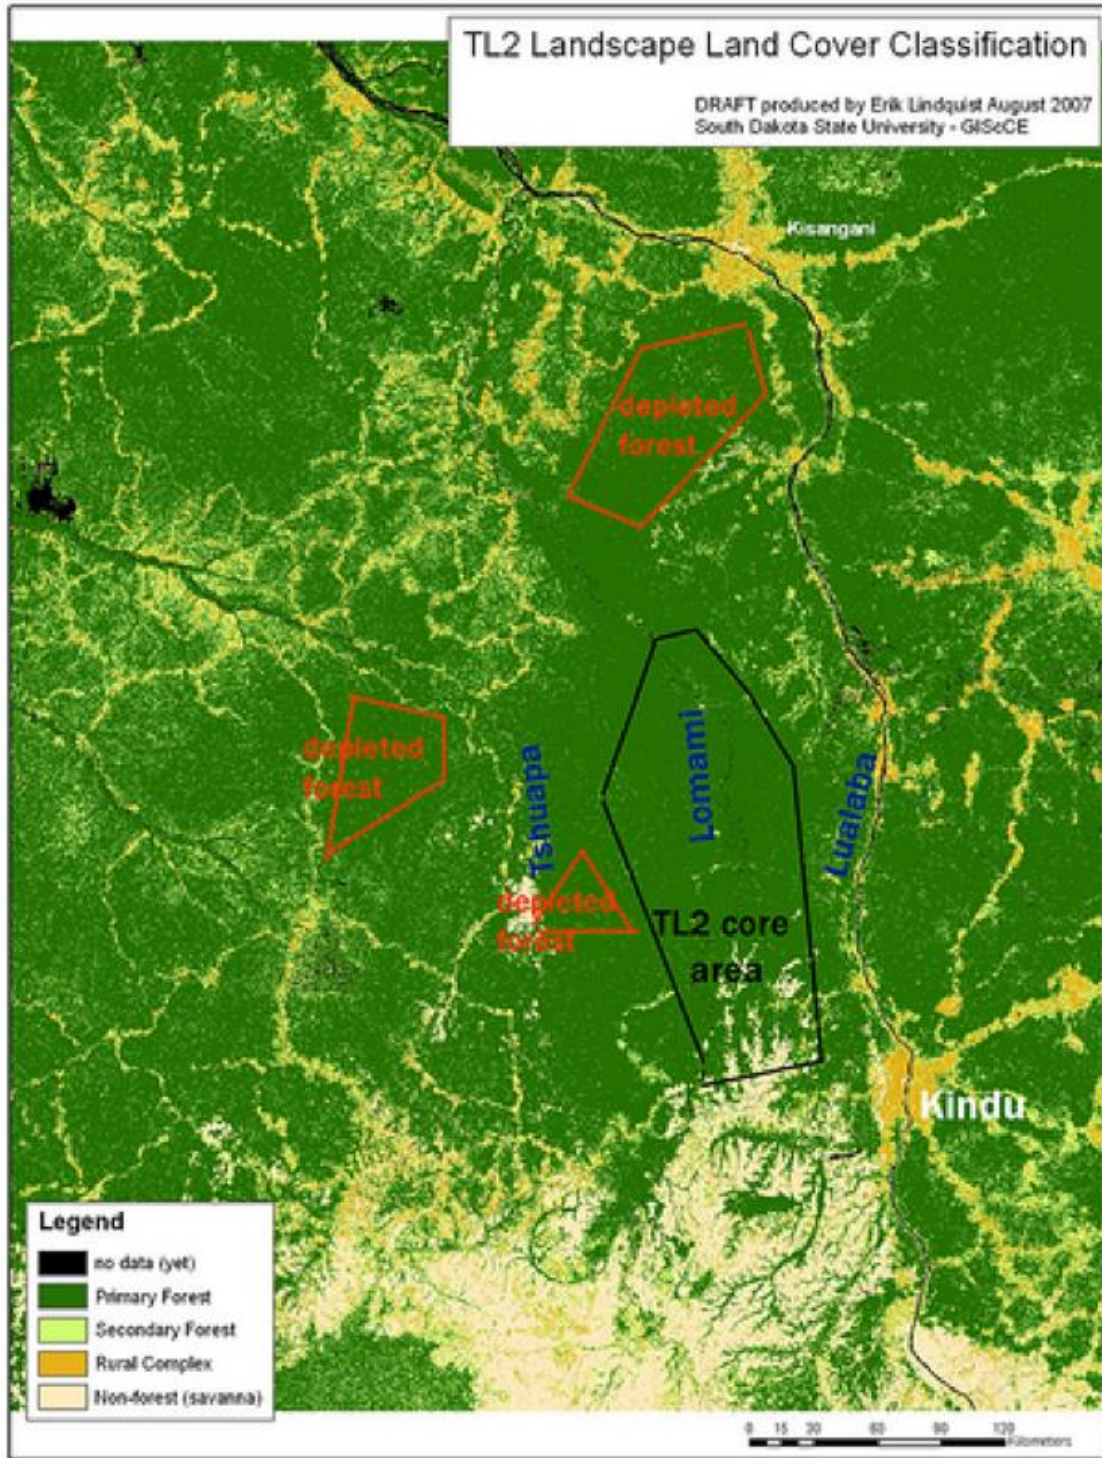 TL2 Landscape Land Cover Classification
DRAFT produced by Erik Lindquist August 2007
South Dakota State University - GIScCE
Kisangani
depleted
forest
depleted
forest
Tshuapa
Lomami
Lualaba
depleted
forest
TL2 core
area
Kindu
Legend
no data (yet)
Primary Forest
Secondary Forest
Rural Complex
Non-forest (savanna)
0 15 30 60 90 120
Kilometers